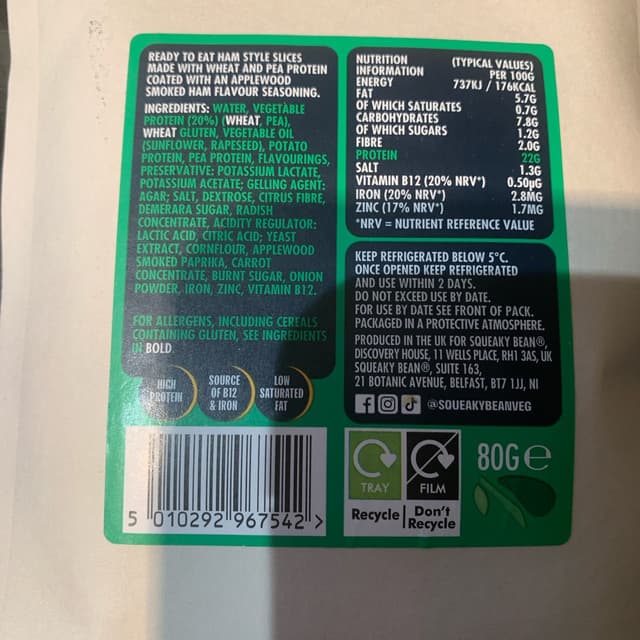 READY TO EAT HAM STYLE SLICES
MADE WITH WHEAT AND PEA PROTEIN
COATED WITH AN APPLEWOOD
SMOKED HAM FLAVOUR SEASONING.
INGREDIENTS: WATER, VEGETABLE
PROTEIN (20%) (WHEAT, PEA),
WHEAT GLUTEN, VEGETABLE OIL
(SUNFLOWER, RAPESEED), POTATO
PROTEIN, PEA PROTEIN, FLAVOURINGS,
PRESERVATIVE: POTASSIUM LACTATE,
POTASSIUM ACETATE; GELLING AGENT:
AGAR; SALT, DEXTROSE, CITRUS FIBRE,
DEMERARA SUGAR, RADISH
CONCENTRATE, ACIDITY REGULATOR:
LACTIC ACID, CITRIC ACID; YEAST
EXTRACT, CORNFLOUR, APPLEWOOD
SMOKED PAPRIKA, CARROT
CONCENTRATE, BURNT SUGAR, ONION
POWDER, IRON, ZINC, VITAMIN B12.
FOR ALLERGENS, INCLUDING CEREALS
CONTAINING GLUTEN, SEE INGREDIENTS
IN BOLD.
HIGH
PROTEIN
SOURCE
OF B12
& IRON
LOW
SATURATED
FAT
5 010292 967542 >
NUTRITION (TYPICAL VALUES)
INFORMATION PER 100G
ENERGY 737KJ / 176KCAL
FAT 5.7G
OF WHICH SATURATES 0.7G
CARBOHYDRATES 7.8G
OF WHICH SUGARS 1.2G
FIBRE 2.0G
PROTEIN 22G
SALT 1.3G
VITAMIN B12 (20% NRV*) 0.50µG
IRON (20% NRV*) 2.8MG
ZINC (17% NRV*) 1.7MG
*NRV = NUTRIENT REFERENCE VALUE
KEEP REFRIGERATED BELOW 5°C.
ONCE OPENED KEEP REFRIGERATED
AND USE WITHIN 2 DAYS.
DO NOT EXCEED USE BY DATE.
FOR USE BY DATE SEE FRONT OF PACK.
PACKAGED IN A PROTECTIVE ATMOSPHERE.
PRODUCED IN THE UK FOR SQUEAKY BEAN®,
DISCOVERY HOUSE, 11 WELLS PLACE, RH1 3AS, UK
SQUEAKY BEAN®, SUITE 163,
21 BOTANIC AVENUE, BELFAST, BT7 1JJ, NI
@SQUEAKYBEANVEG
TRAY
Recycle
FILM
Don't
Recycle
80G e